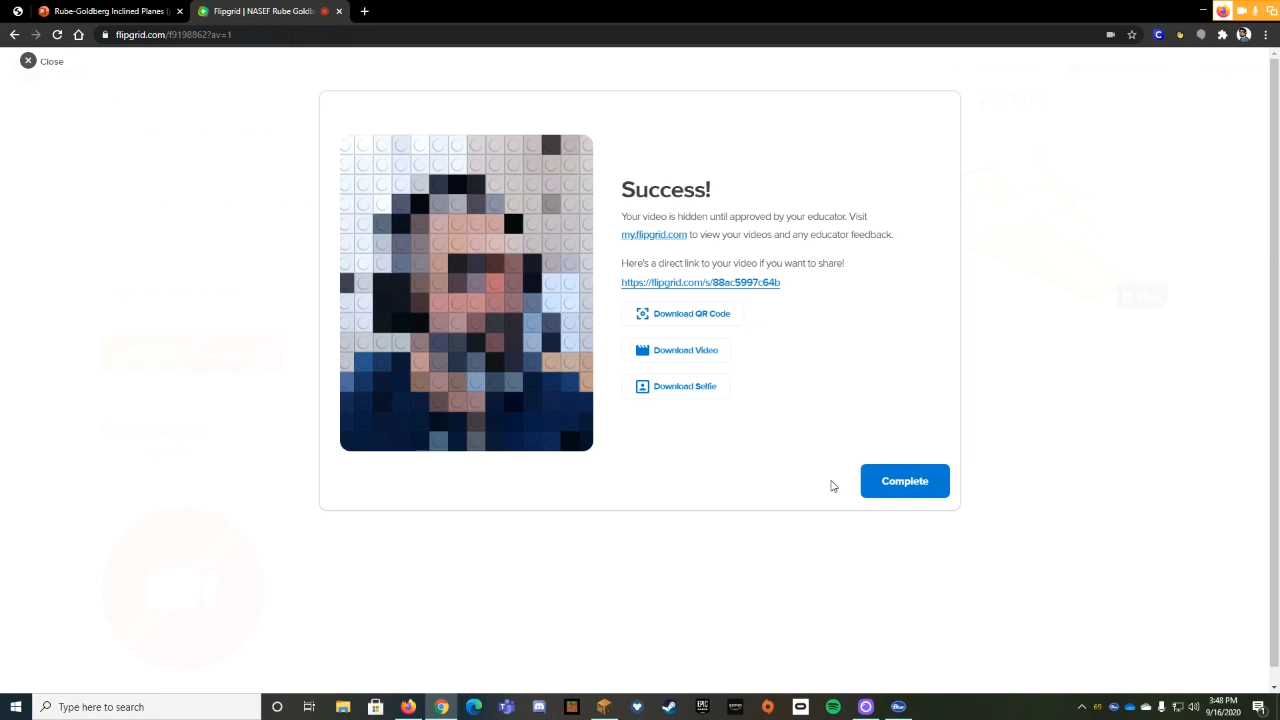 Rube-Goldberg Inclined Planes
Flipgrid | NASEF Rube Goldb
flipgrid.com/f9198862?av=1
Close
Success!
Your video is hidden until approved by your educator. Visit
my.flipgrid.com to view your videos and any educator feedback.
Here's a direct link to your video if you want to share!
https://flipgrid.com/s/88ac5997c64b
Download QR Code
Download Video
Download Selfie
Complete
Type here to search
3:48 PM
9/16/2020